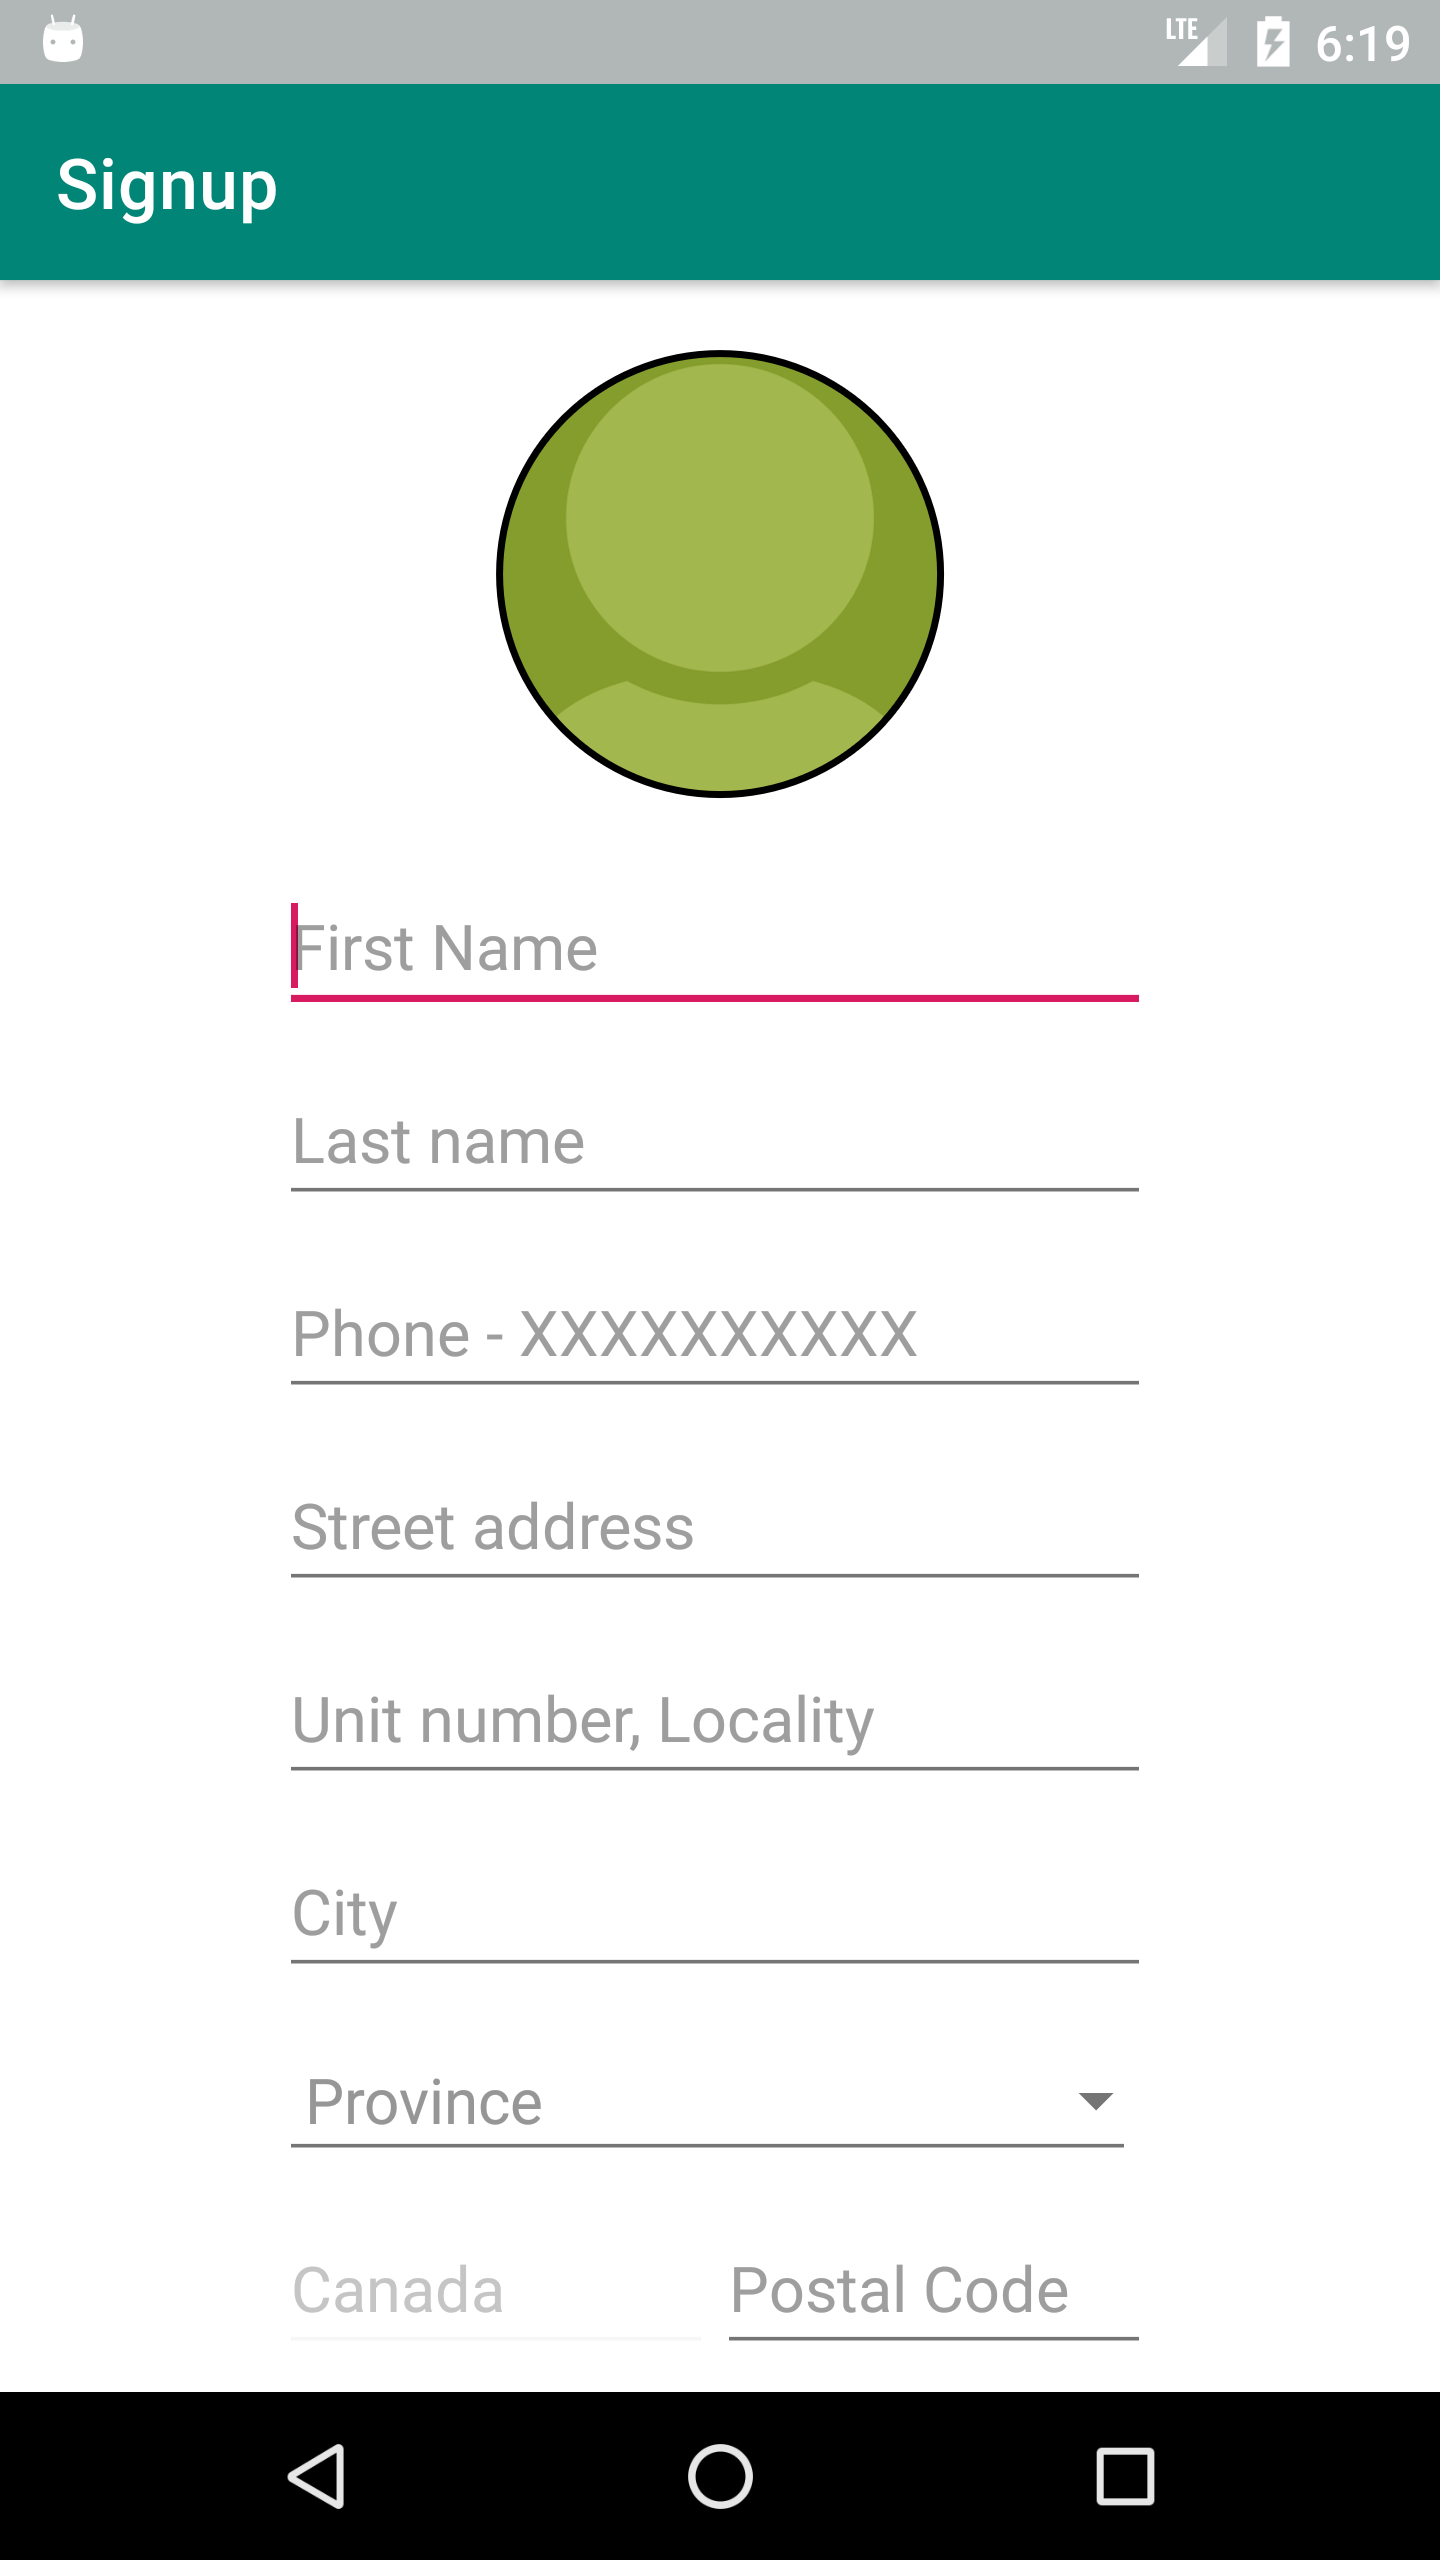 LTE 6:19
Signup
First Name
Last name
Phone - XXXXXXXXXX
Street address
Unit number, Locality
City
Province
Canada Postal Code